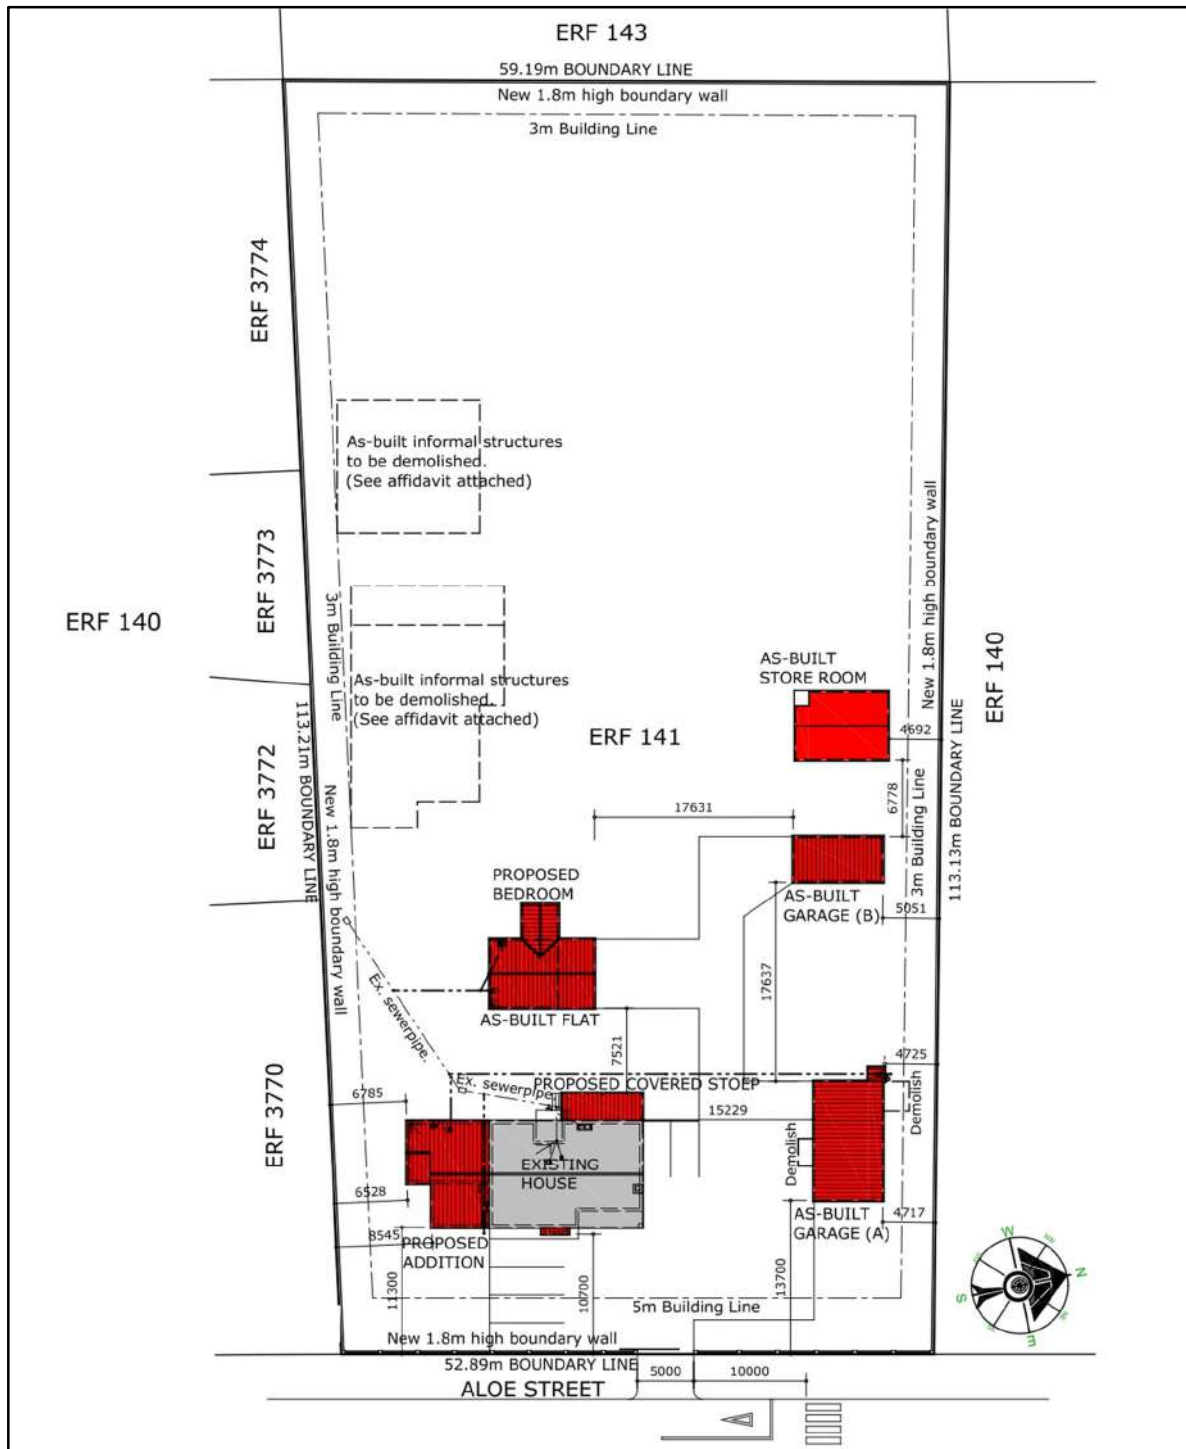 ERF 143
59.19m BOUNDARY LINE
New 1.8m high boundary wall
3m Building Line
ERF 3774
As-built informal structures
to be demolished.
(See affidavit attached)
ERF 3773
ERF 140
3m Building Line
As-built informal structures
to be demolished.
(See affidavit attached)
113.21m BOUNDARY LINE
ERF 3772
New 1.8m high boundary wall
ERF 141
AS-BUILT
STORE ROOM
New 1.8m high boundary wall
ERF 140
4692
6778
3m Building Line
113.13m BOUNDARY LINE
17631
AS-BUILT
GARAGE (B)
5051
PROPOSED
BEDROOM
17637
AS-BUILT FLAT
Ex. sewerpipe.
7521
4725
Ex. sewerpipe
PROPOSED COVERED STOEP
Demolish
15229
Demolish
ERF 3770
6785
EXISTING
HOUSE
6528
8545
PROPOSED
ADDITION
AS-BUILT
GARAGE (A)
4717
11300
10700
13700
5m Building Line
W
N
S
E
New 1.8m high boundary wall
52.89m BOUNDARY LINE
5000
10000
ALOE STREET